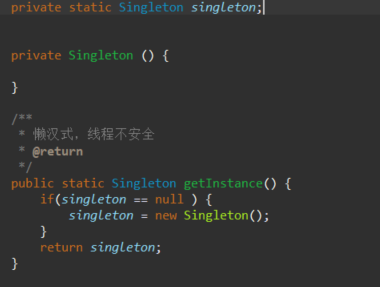 private static Singleton singleton;
private Singleton () {
}
/**
* 懒汉式，线程不安全
* @return
*/
public static Singleton getInstance() {
if(singleton == null ) {
singleton = new Singleton();
}
return singleton;
}